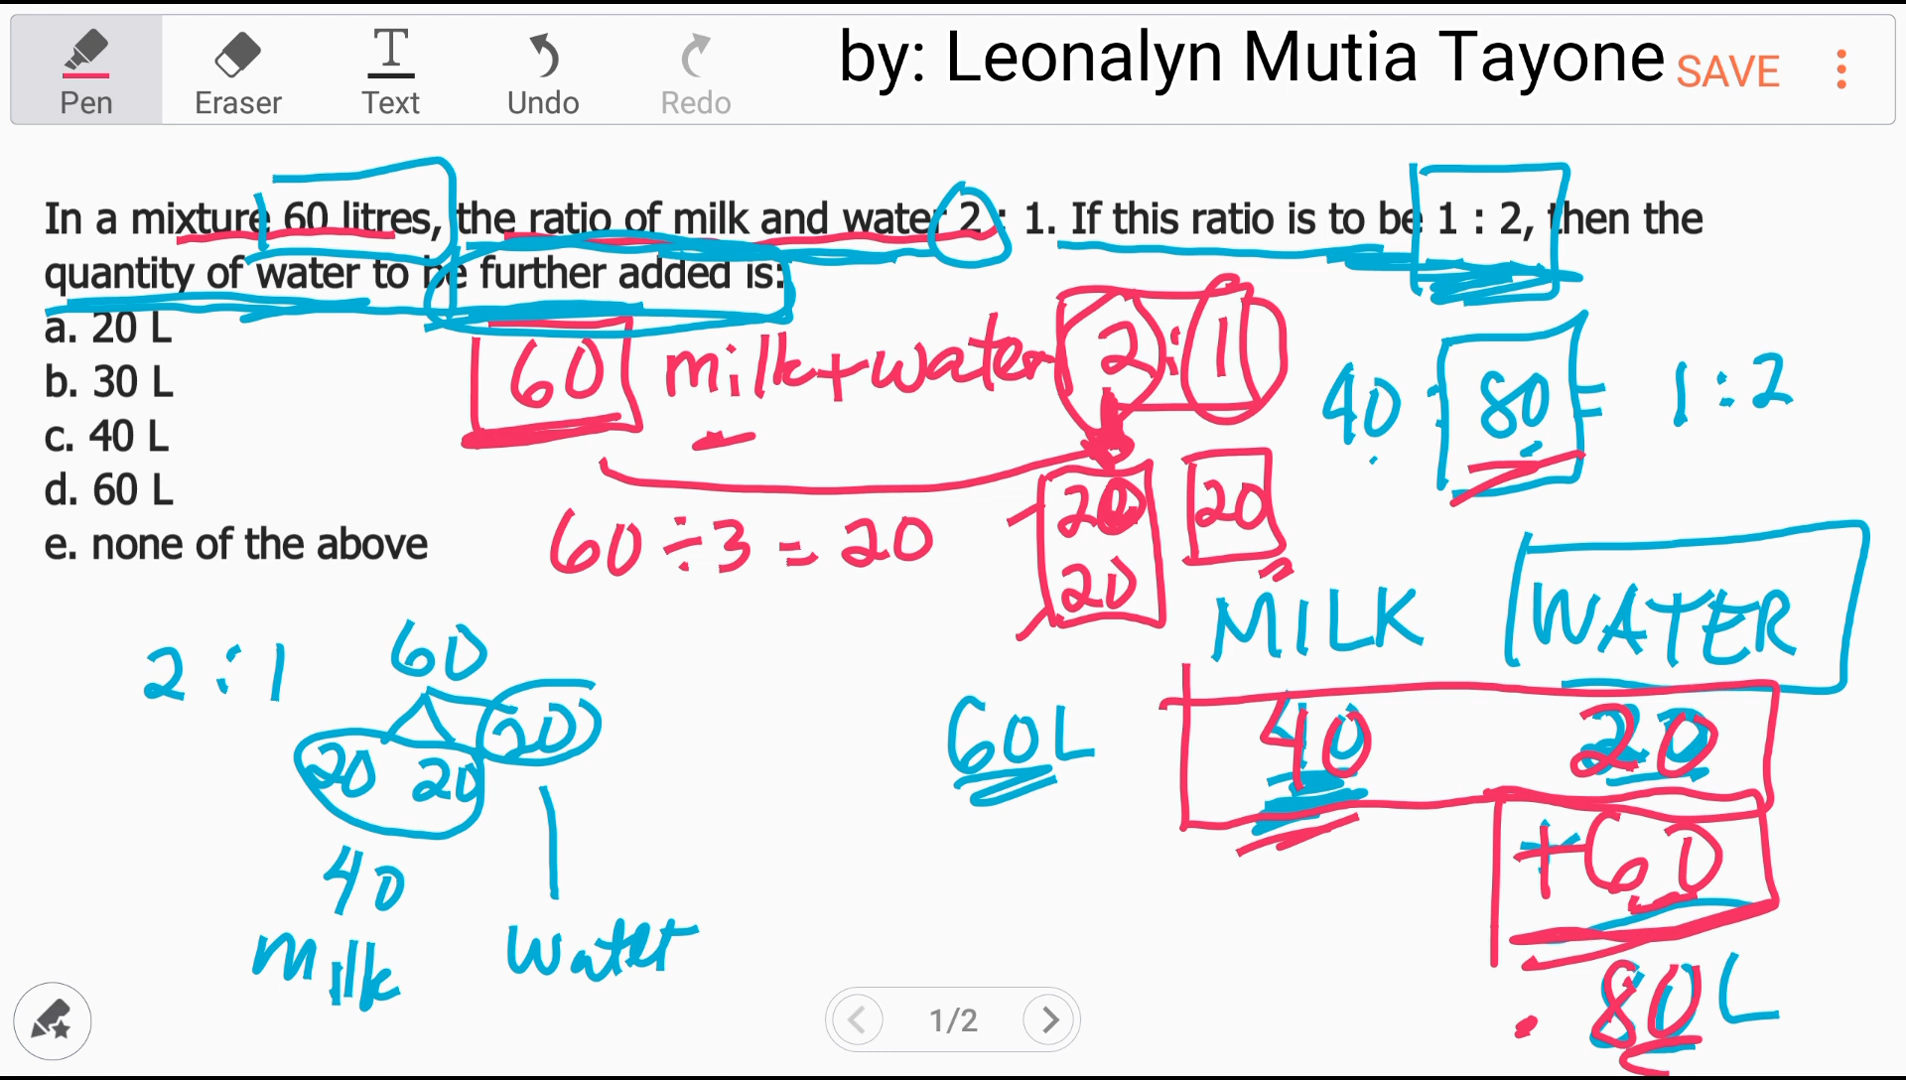 Pen Eraser Text Undo Redo by: Leonalyn Mutia Tayone SAVE
In a mixture 60 litres, the ratio of milk and water 2 : 1. If this ratio is to be 1 : 2, then the
quantity of water to be further added is:
a. 20 L
b. 30 L
c. 40 L
d. 60 L
e. none of the above
60 milk+water 2:1
40 : 80 = 1:2
60÷3=20
20 20
20
MILK WATER
2:1 60
20 20 20
40
milk water
60L 40 20
+60
80L
1/2